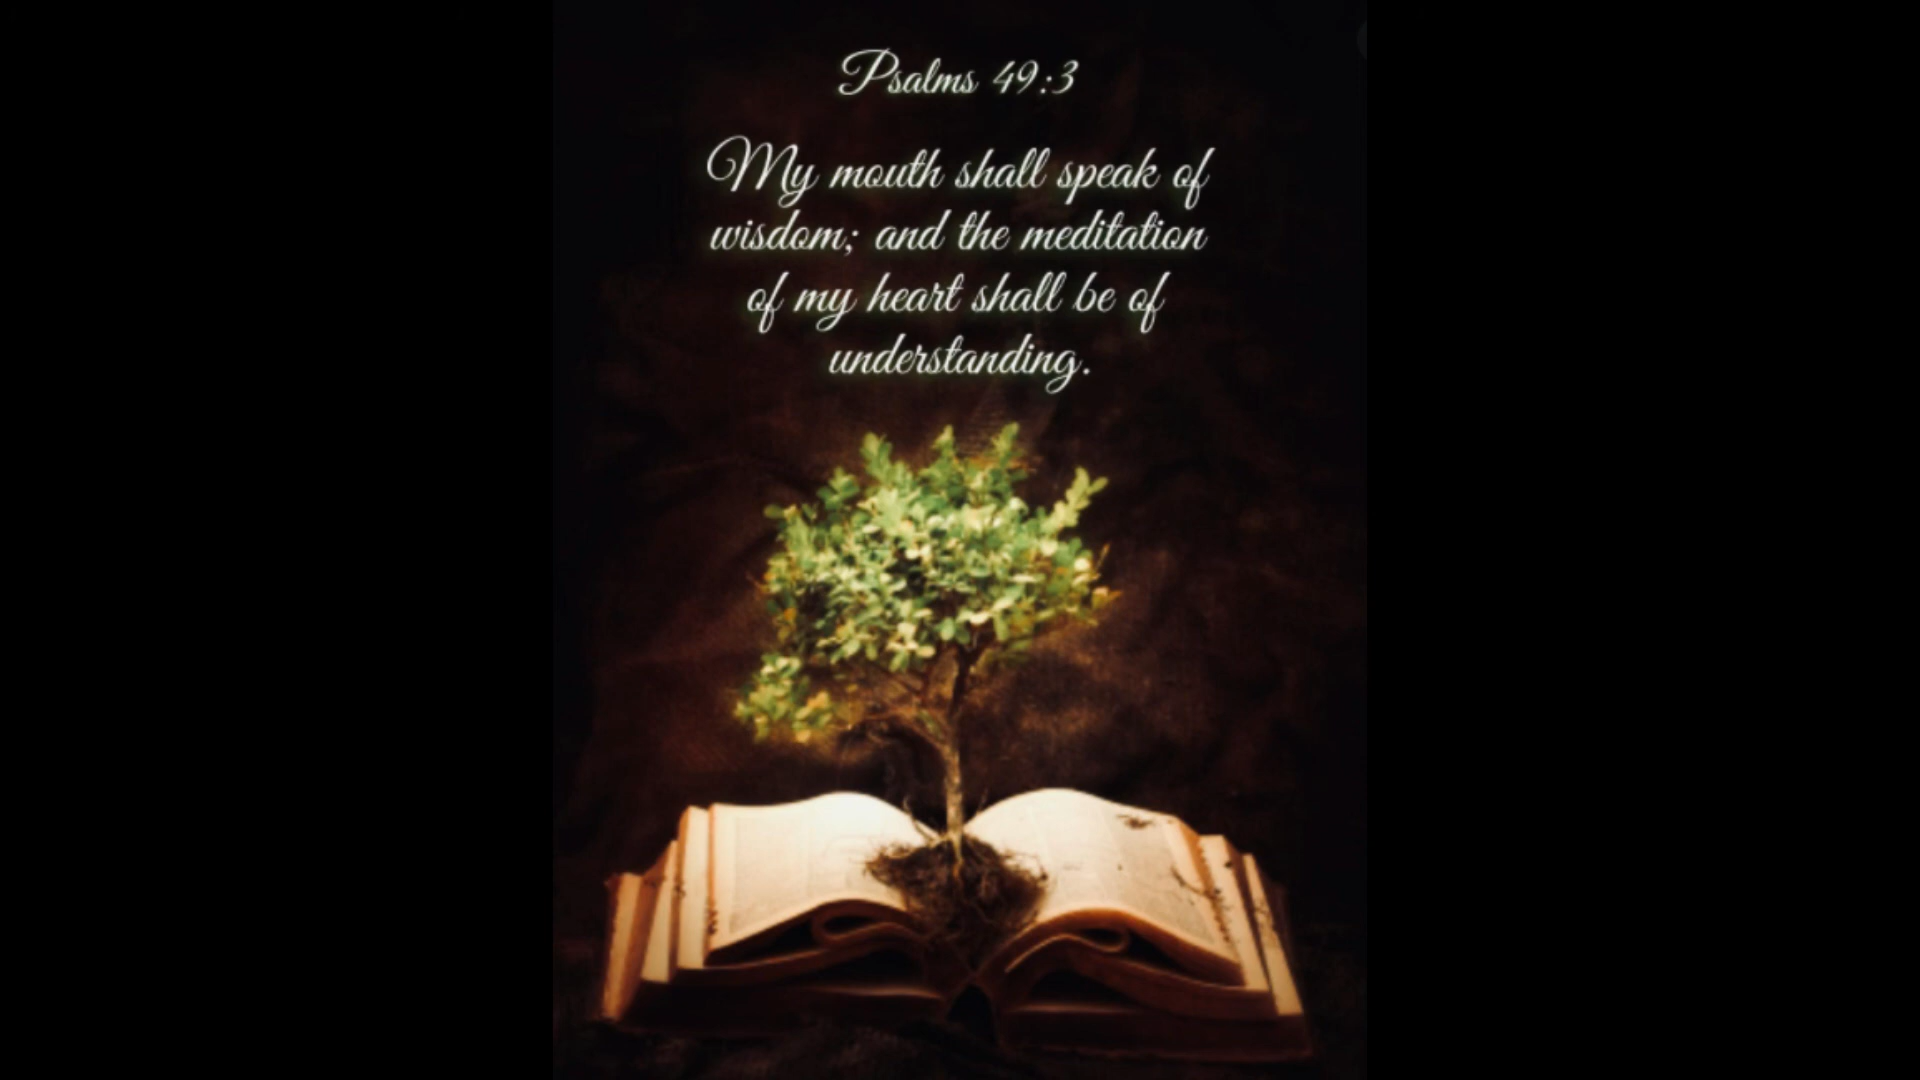 Psalms 49:3
My mouth shall speak of
wisdom; and the meditation
of my heart shall be of
understanding.